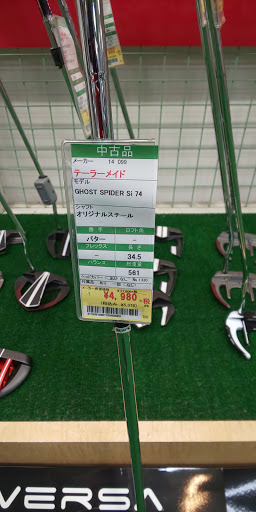 中古品
メーカー 14 099
テーラーメイド
モデル
GHOST SPIDER Si 74
シャフト
オリジナルスチール
番手 ロフト角
パター －
フレックス 長さ
－ 34.5
バランス 総重量
561
¥4,980 +税
VERSA